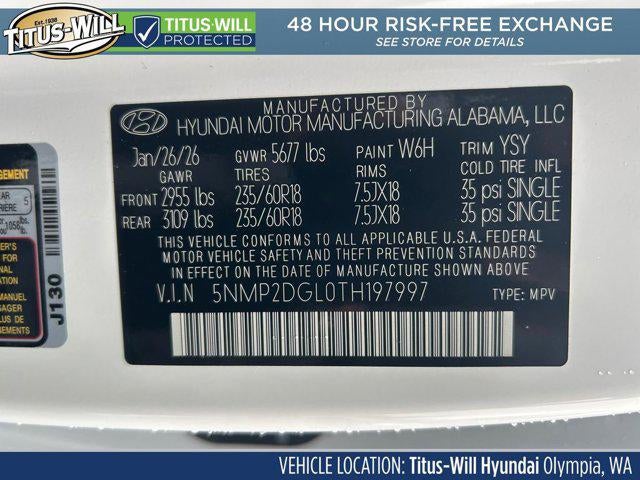 Est. 1938
TITUS-WILL
TITUS-WILL
PROTECTED
48 HOUR RISK-FREE EXCHANGE
SEE STORE FOR DETAILS
MANUFACTURED BY
HYUNDAI MOTOR MANUFACTURING ALABAMA, LLC
Jan/26/26 GVWR 5677 lbs PAINT W6H TRIM YSY
GAWR TIRES RIMS COLD TIRE INFL
FRONT 2955 lbs 235/60R18 7.5JX18 35 psi SINGLE
REAR 3109 lbs 235/60R18 7.5JX18 35 psi SINGLE
THIS VEHICLE CONFORMS TO ALL APPLICABLE U.S.A. FEDERAL
MOTOR VEHICLE SAFETY AND THEFT PREVENTION STANDARDS
IN EFFECT ON THE DATE OF MANUFACTURE SHOWN ABOVE.
V.I.N 5NMP2DGL0TH197997 TYPE: MPV
J130
VEHICLE LOCATION: Titus-Will Hyundai Olympia, WA